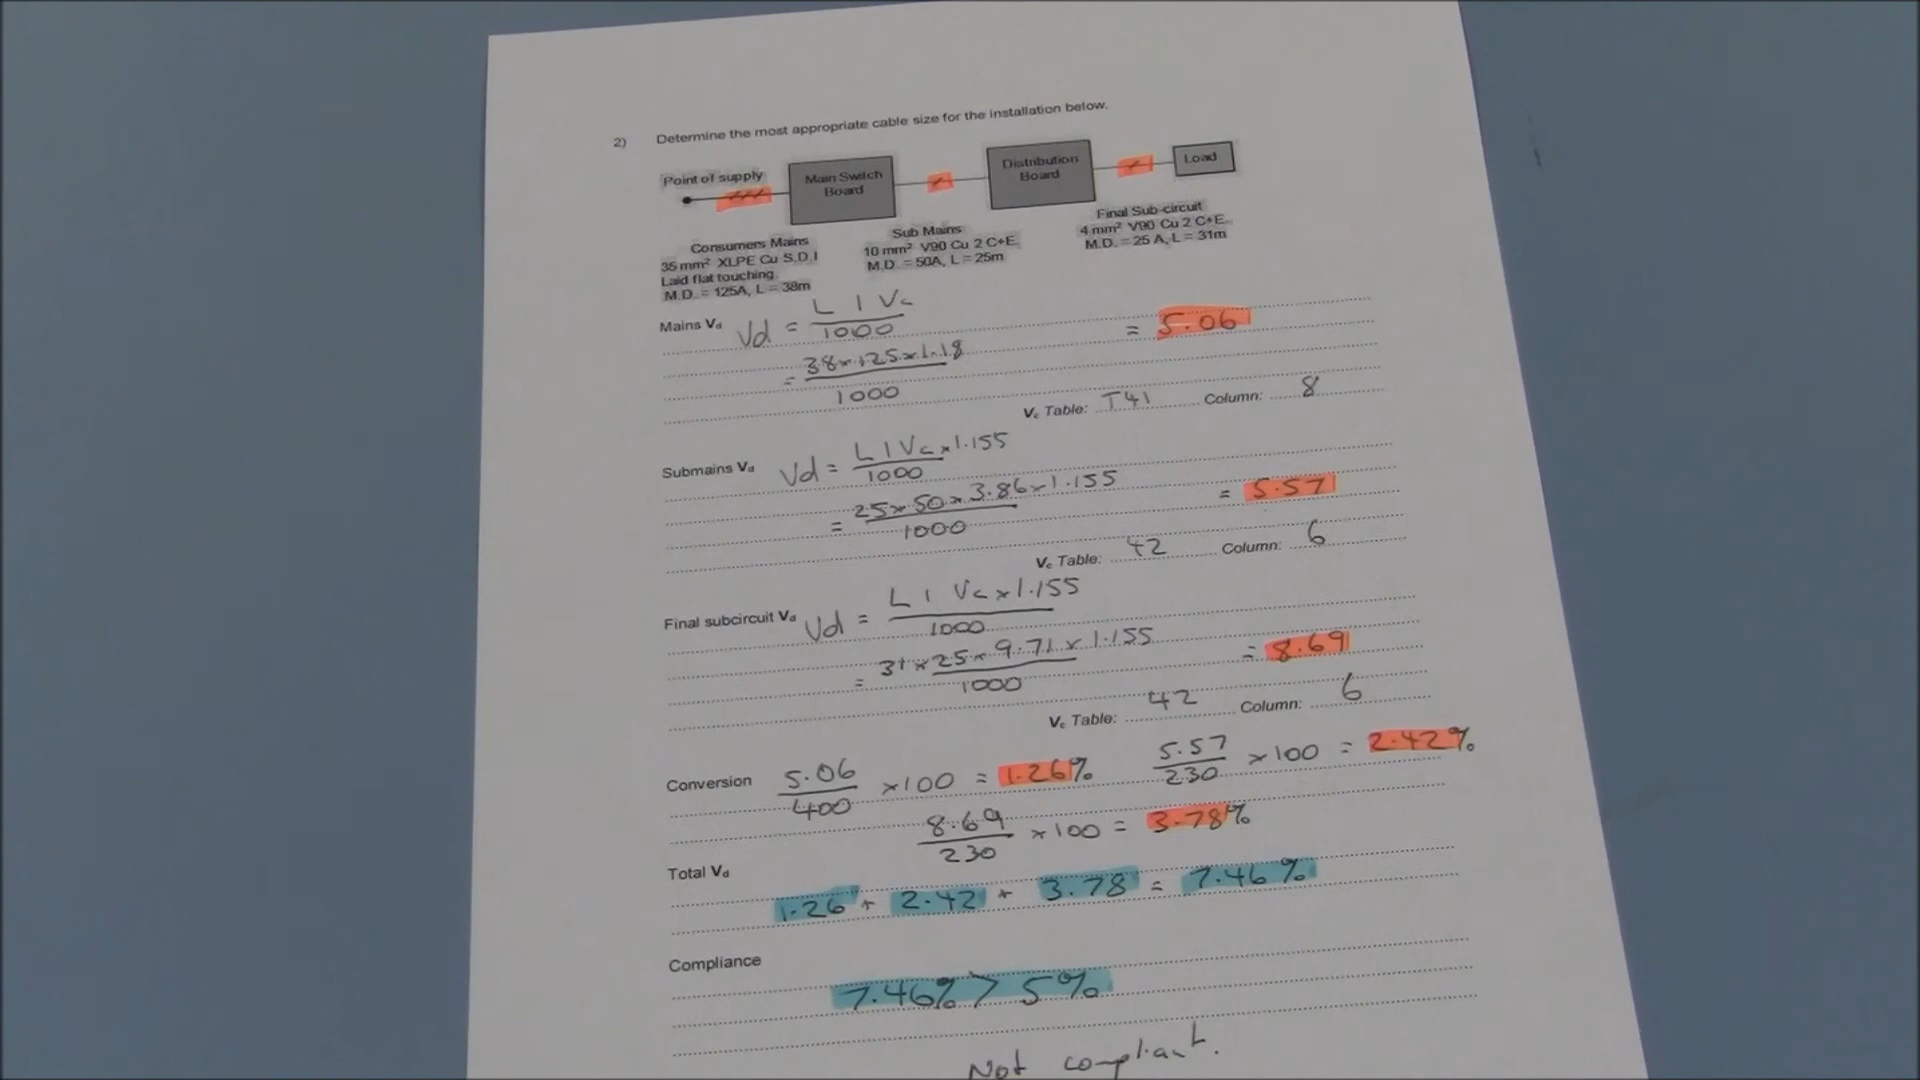 2) Determine the most appropriate cable size for the installation below.
Point of supply
Main Switch
Board
Distribution
Board
Load
Consumers Mains
35 mm² XLPE Cu S.D.I
Laid flat touching.
M.D. = 125A, L = 38m
Sub Mains
10 mm² V90 Cu 2 C+E.
M.D. = 50A, L = 25m
Final Sub-circuit
4 mm² V90 Cu 2 C+E.
M.D. = 25 A, L = 31m
Mains Vd Vd = L I Vc
1000
= 5.06
= 38 × 125 × 1.18
1000
Vc Table: T41 Column: 8
Submains Vd Vd = L I Vc × 1.155
1000
= 25 × 50 × 3.86 × 1.155
1000
= 5.57
Vc Table: 42 Column: 6
Final subcircuit Vd Vd = L I Vc × 1.155
1000
= 31 × 25 × 9.71 × 1.155
1000
= 8.69
Vc Table: 42 Column: 6
Conversion 5.06 × 100 = 1.26%
400
5.57 × 100 = 2.42%
230
8.69 × 100 = 3.78%
230
Total Vd
1.26 + 2.42 + 3.78 = 7.46%
Compliance
7.46% > 5%
Not compliant.